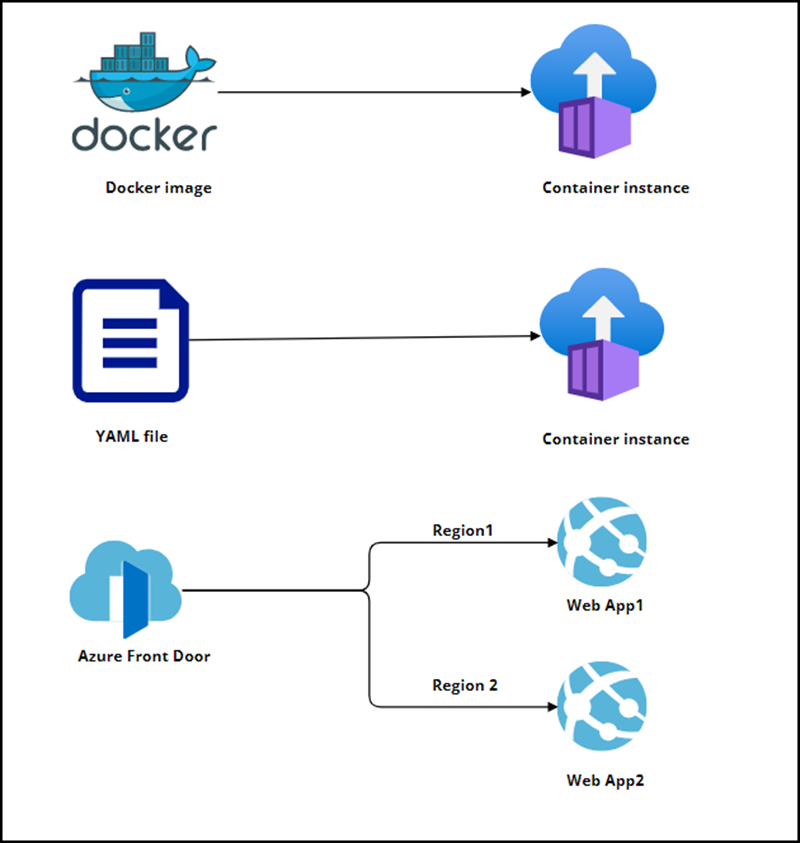 docker
Docker image
Container instance
YAML file
Container instance
Region1
Web App1
Azure Front Door
Region 2
Web App2